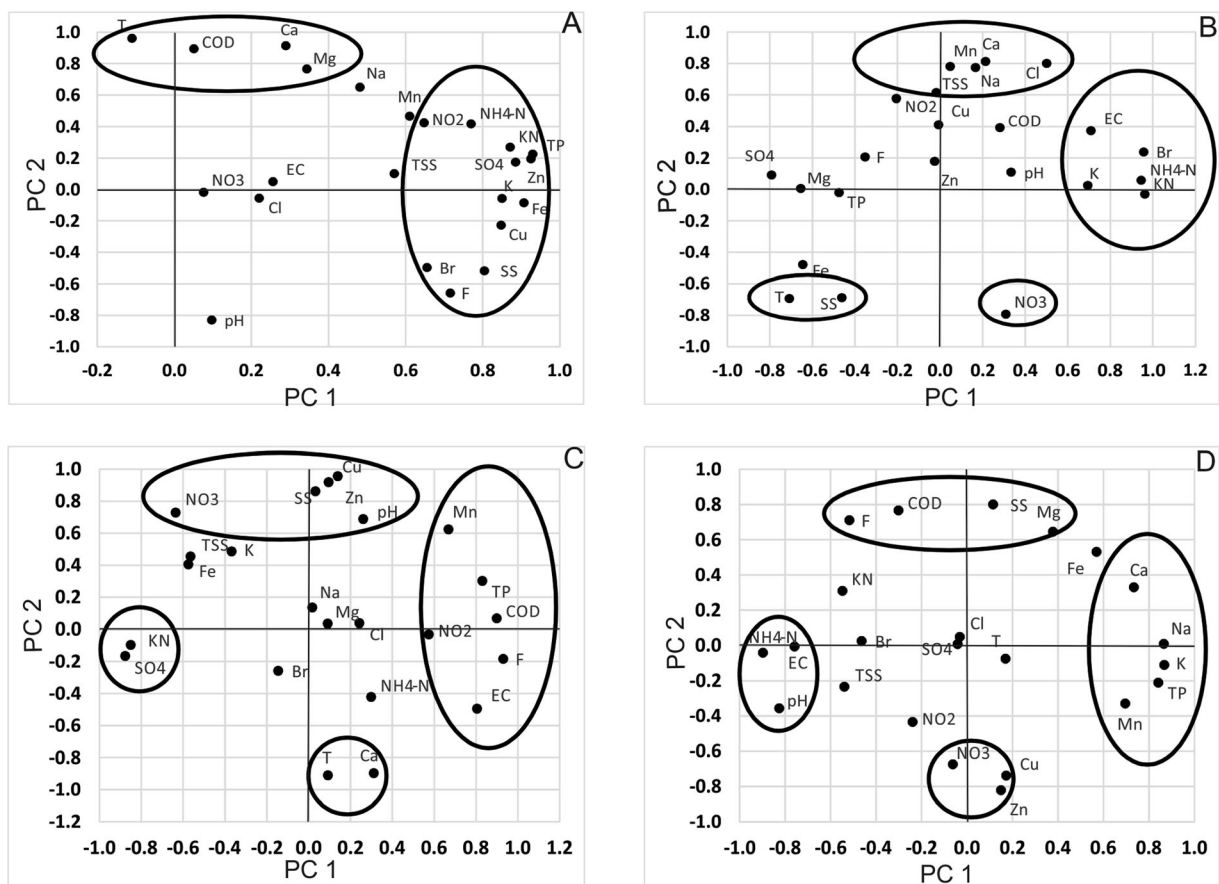 A
1.0
0.8
0.6
0.4
0.2
0.0
-0.2
-0.4
-0.6
-0.8
-1.0
PC 2
T
COD
Ca
Mg
Na
Mn
NO2
NH4-N
KN
TP
SO4
Zn
TSS
EC
K
NO3
Cl
Fe
Cu
Br
SS
F
pH
-0.2 0.0 0.2 0.4 0.6 0.8 1.0
PC 1
B
1.0
0.8
0.6
0.4
0.2
0.0
-0.2
-0.4
-0.6
-0.8
-1.0
PC 2
Mn
Ca
Na
Cl
TSS
NO2
Cu
COD
EC
Br
SO4
F
Zn
pH
K
NH4-N
KN
Mg
TP
Fe
T
SS
NO3
-1.0 -0.8 -0.6 -0.4 -0.2 0.0 0.2 0.4 0.6 0.8 1.0 1.2
PC 1
C
1.0
0.8
0.6
0.4
0.2
0.0
-0.2
-0.4
-0.6
-0.8
-1.0
-1.2
PC 2
Cu
NO3
SS
Zn
pH
Mn
TSS
K
Fe
Na
TP
Mg
COD
Cl
NO2
KN
SO4
Br
F
NH4-N
EC
T
Ca
-1.0 -0.8 -0.6 -0.4 -0.2 0.0 0.2 0.4 0.6 0.8 1.0 1.2
PC 1
D
1.0
0.8
0.6
0.4
0.2
0.0
-0.2
-0.4
-0.6
-0.8
-1.0
PC 2
F
COD
SS
Mg
Fe
KN
Ca
Cl
Na
NH4-N
EC
Br
SO4
T
K
TP
TSS
pH
Mn
NO2
NO3
Cu
Zn
-1.0 -0.8 -0.6 -0.4 -0.2 0.0 0.2 0.4 0.6 0.8 1.0
PC 1